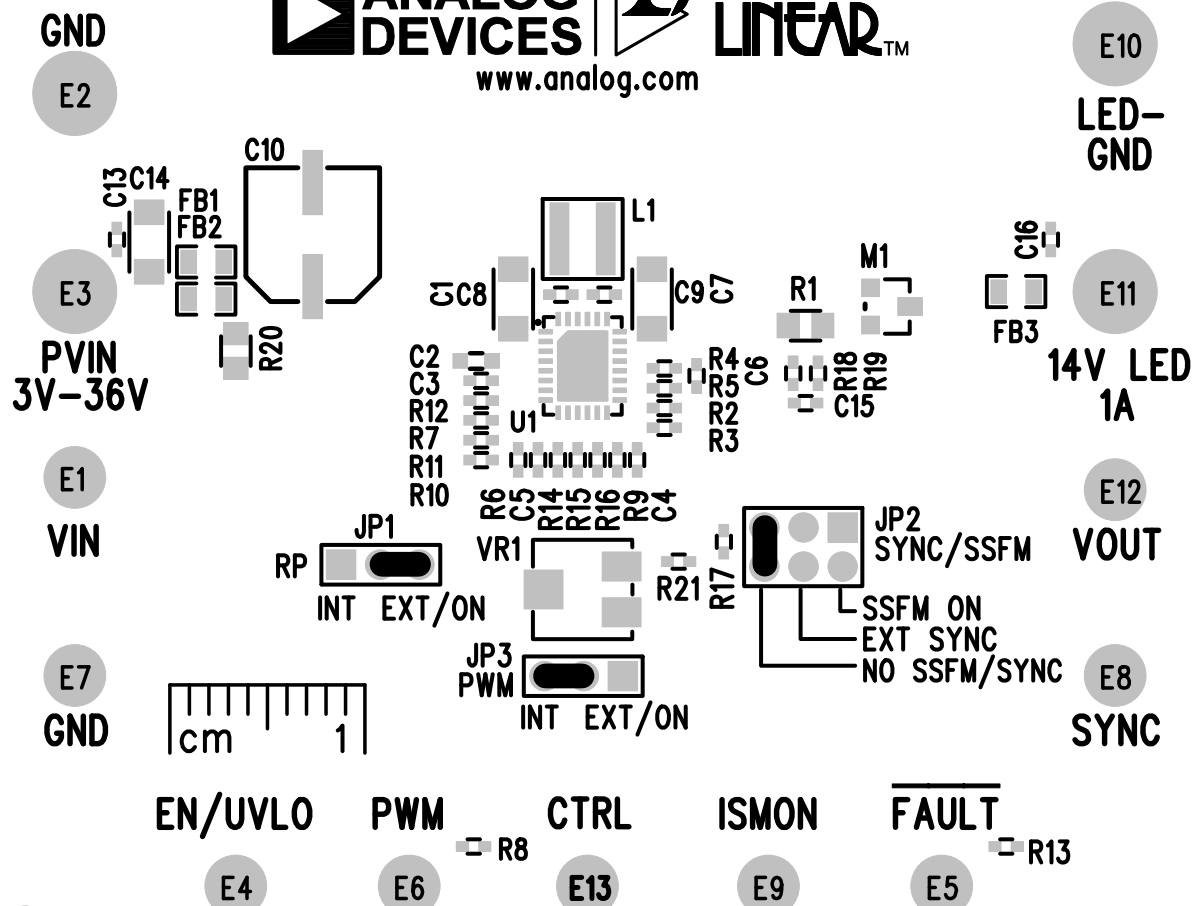 GND
ANALOG
DEVICES
LINEAR
TM
www.analog.com
E10
E2
LED-
GND
C10
C13
C14
FB1
FB2
L1
C16
M1
E3
C1
C8
C9
C7
R1
E11
FB3
R20
PVIN
3V-36V
C2
C3
R12
R7
R11
R10
U1
R4
R5
R2
R3
C6
R18
R19
C15
14V LED
1A
E1
VIN
R6
C5
R14
R15
R16
R9
C4
E12
VOUT
JP1
RP
INT EXT/ON
VR1
R21
R17
JP2
SYNC/SSFM
SSFM ON
EXT SYNC
NO SSFM/SYNC
JP3
PWM
INT EXT/ON
E7
GND
E8
SYNC
cm 1
EN/UVLO
PWM
CTRL
ISMON
FAULT
R8
R13
E4
E6
E13
E9
E5